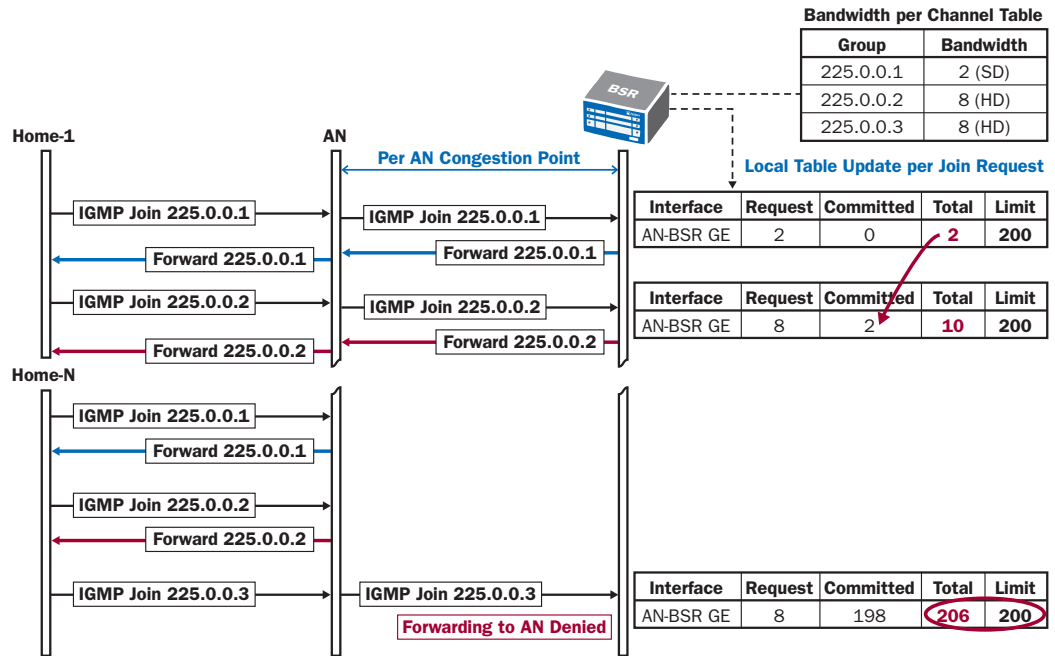 Bandwidth per Channel Table
Group Bandwidth
225.0.0.1 2 (SD)
225.0.0.2 8 (HD)
225.0.0.3 8 (HD)
BSR
Home-1
AN
Per AN Congestion Point
Local Table Update per Join Request
IGMP Join 225.0.0.1
IGMP Join 225.0.0.1
Forward 225.0.0.1
Forward 225.0.0.1
Interface Request Committed Total Limit
AN-BSR GE 2 0 2 200
IGMP Join 225.0.0.2
IGMP Join 225.0.0.2
Forward 225.0.0.2
Forward 225.0.0.2
Interface Request Committed Total Limit
AN-BSR GE 8 2 10 200
Home-N
IGMP Join 225.0.0.1
Forward 225.0.0.1
IGMP Join 225.0.0.2
Forward 225.0.0.2
IGMP Join 225.0.0.3
IGMP Join 225.0.0.3
Forwarding to AN Denied
Interface Request Committed Total Limit
AN-BSR GE 8 198 206 200